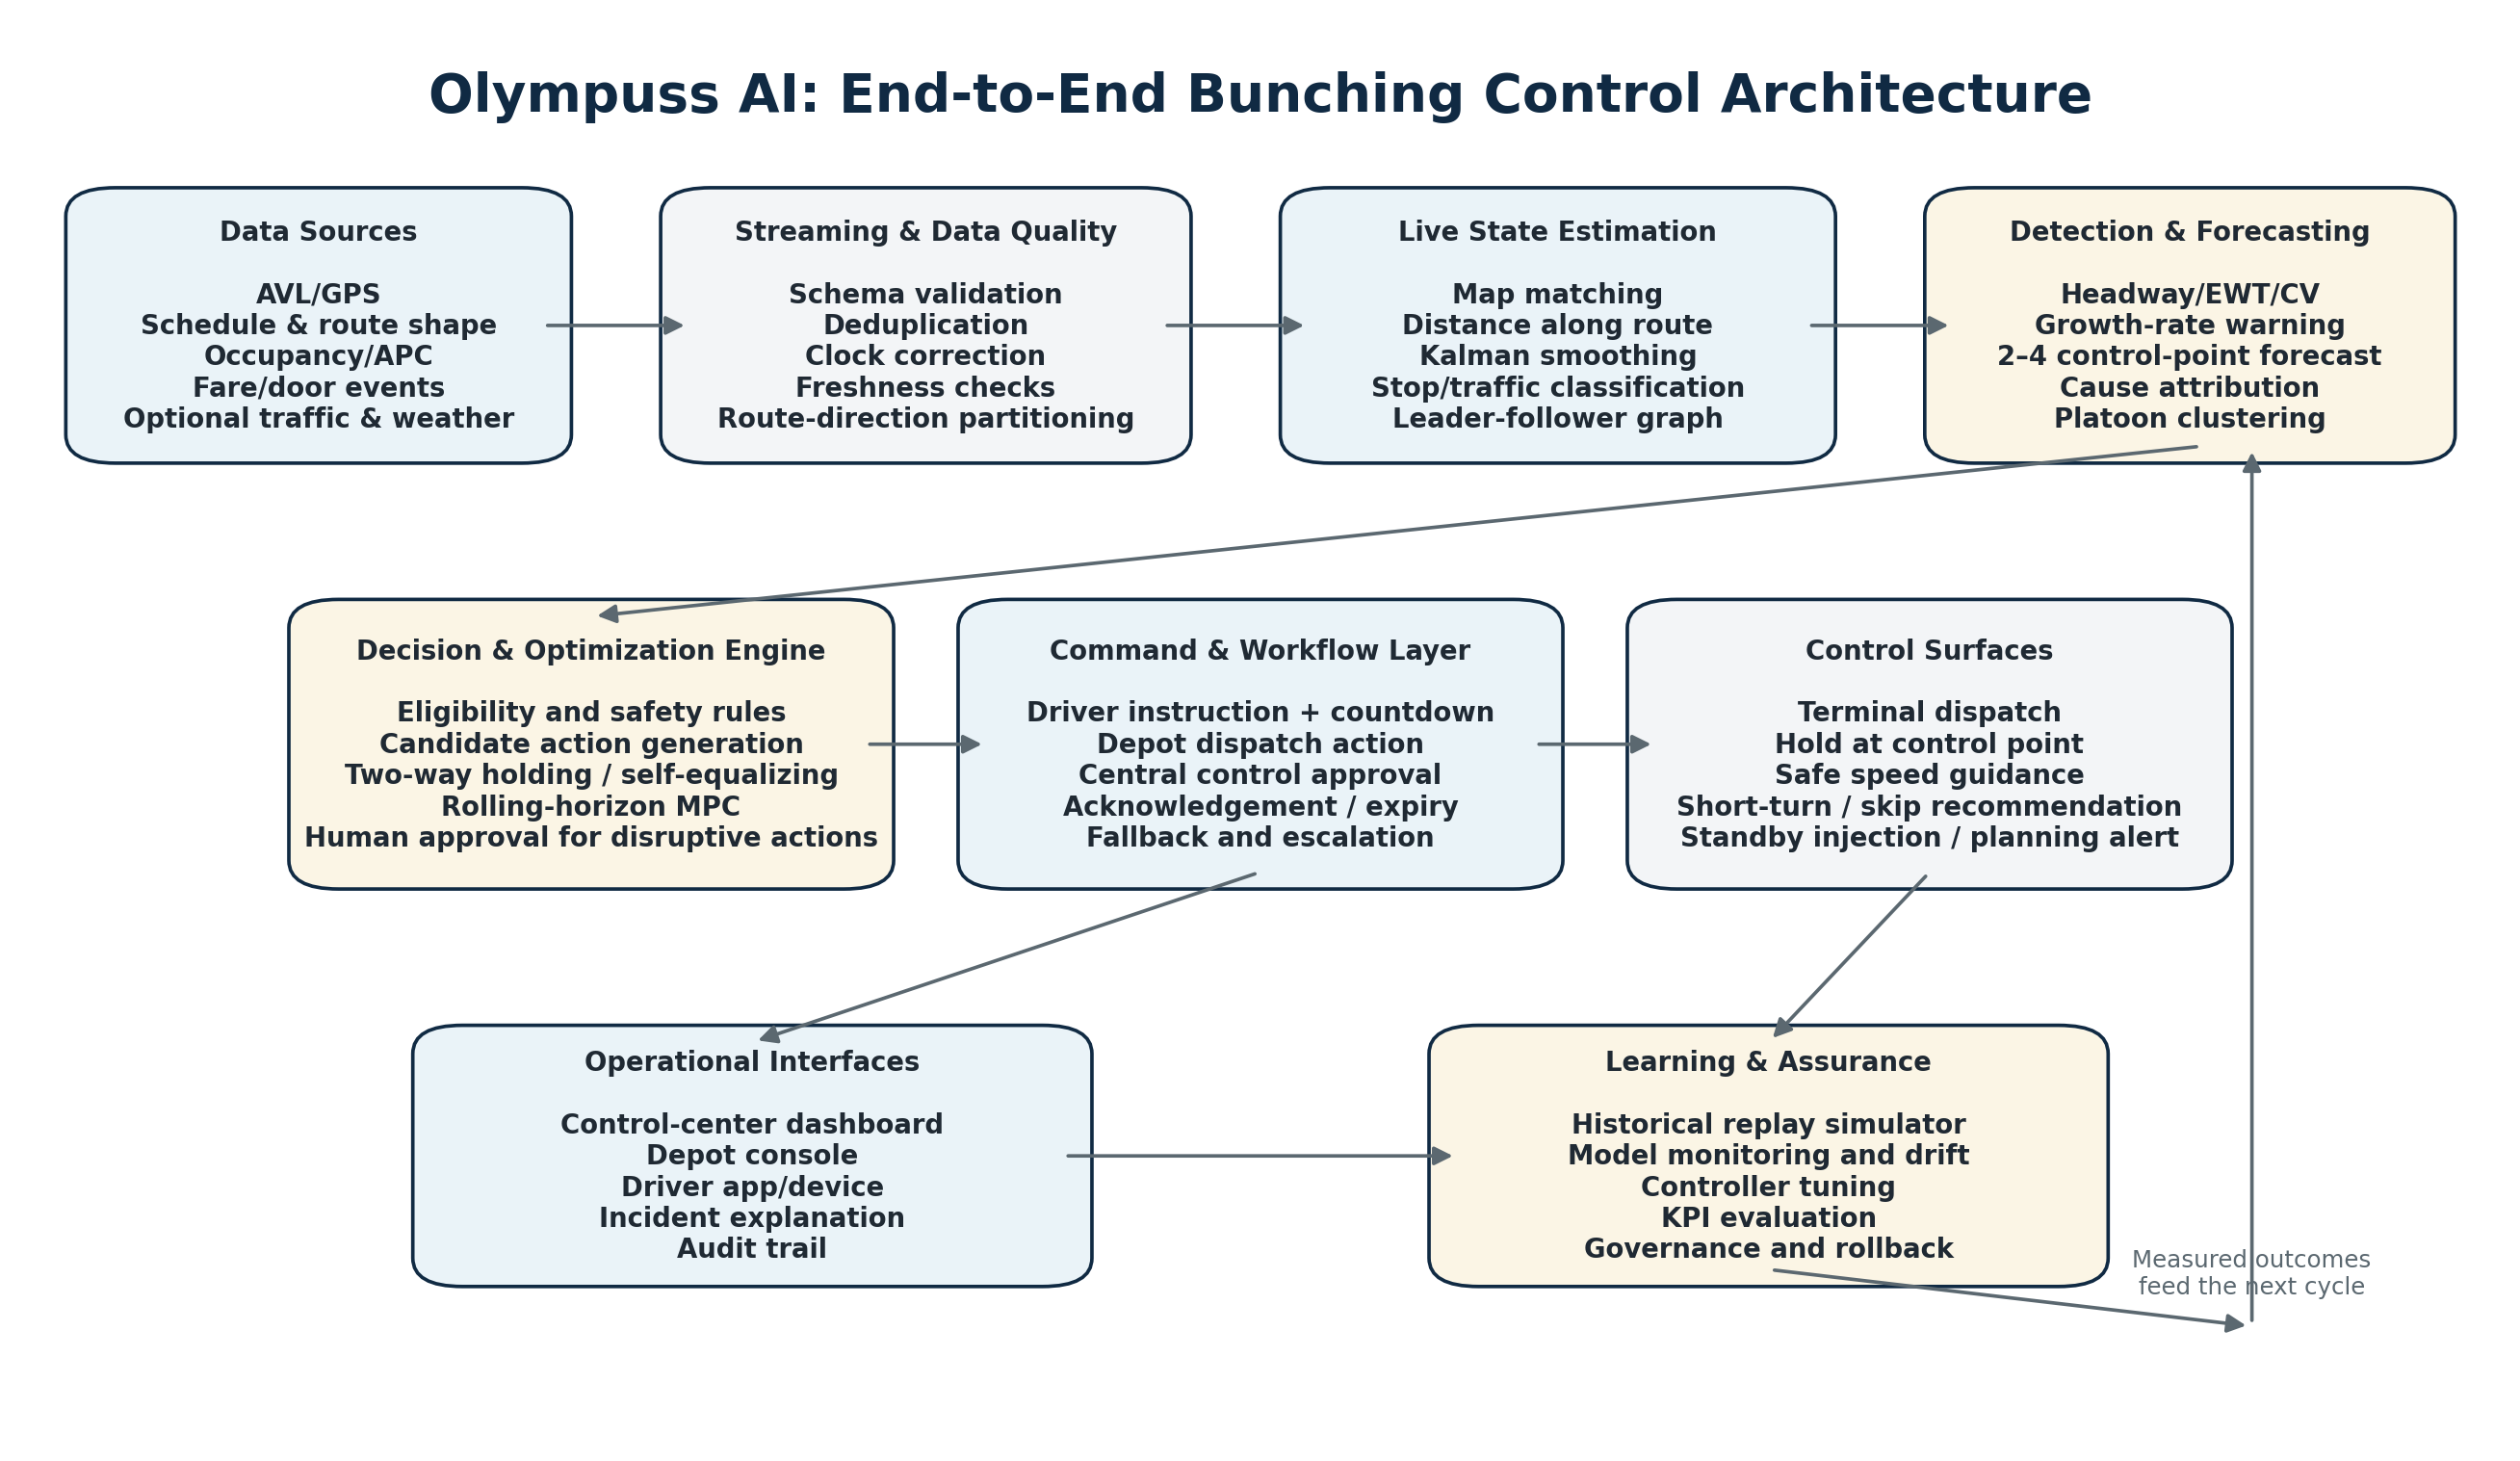 Olympuss AI: End-to-End Bunching Control Architecture
Data Sources
AVL/GPS
Schedule & route shape
Occupancy/APC
Fare/door events
Optional traffic & weather
Streaming & Data Quality
Schema validation
Deduplication
Clock correction
Freshness checks
Route-direction partitioning
Live State Estimation
Map matching
Distance along route
Kalman smoothing
Stop/traffic classification
Leader-follower graph
Detection & Forecasting
Headway/EWT/CV
Growth-rate warning
2–4 control-point forecast
Cause attribution
Platoon clustering
Decision & Optimization Engine
Eligibility and safety rules
Candidate action generation
Two-way holding / self-equalizing
Rolling-horizon MPC
Human approval for disruptive actions
Command & Workflow Layer
Driver instruction + countdown
Depot dispatch action
Central control approval
Acknowledgement / expiry
Fallback and escalation
Control Surfaces
Terminal dispatch
Hold at control point
Safe speed guidance
Short-turn / skip recommendation
Standby injection / planning alert
Operational Interfaces
Control-center dashboard
Depot console
Driver app/device
Incident explanation
Audit trail
Learning & Assurance
Historical replay simulator
Model monitoring and drift
Controller tuning
KPI evaluation
Governance and rollback
Measured outcomes
feed the next cycle